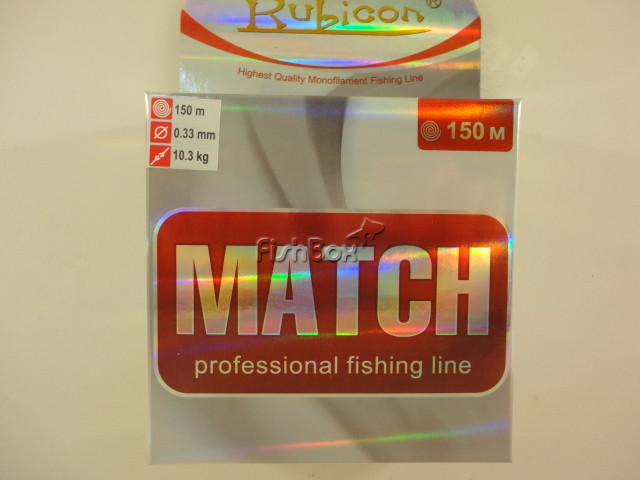 Rubicon®
Highest Quality Monofilament Fishing Line
150 m
0.33 mm
10.3 kg
150 м
FishBox
MATCH
professional fishing line